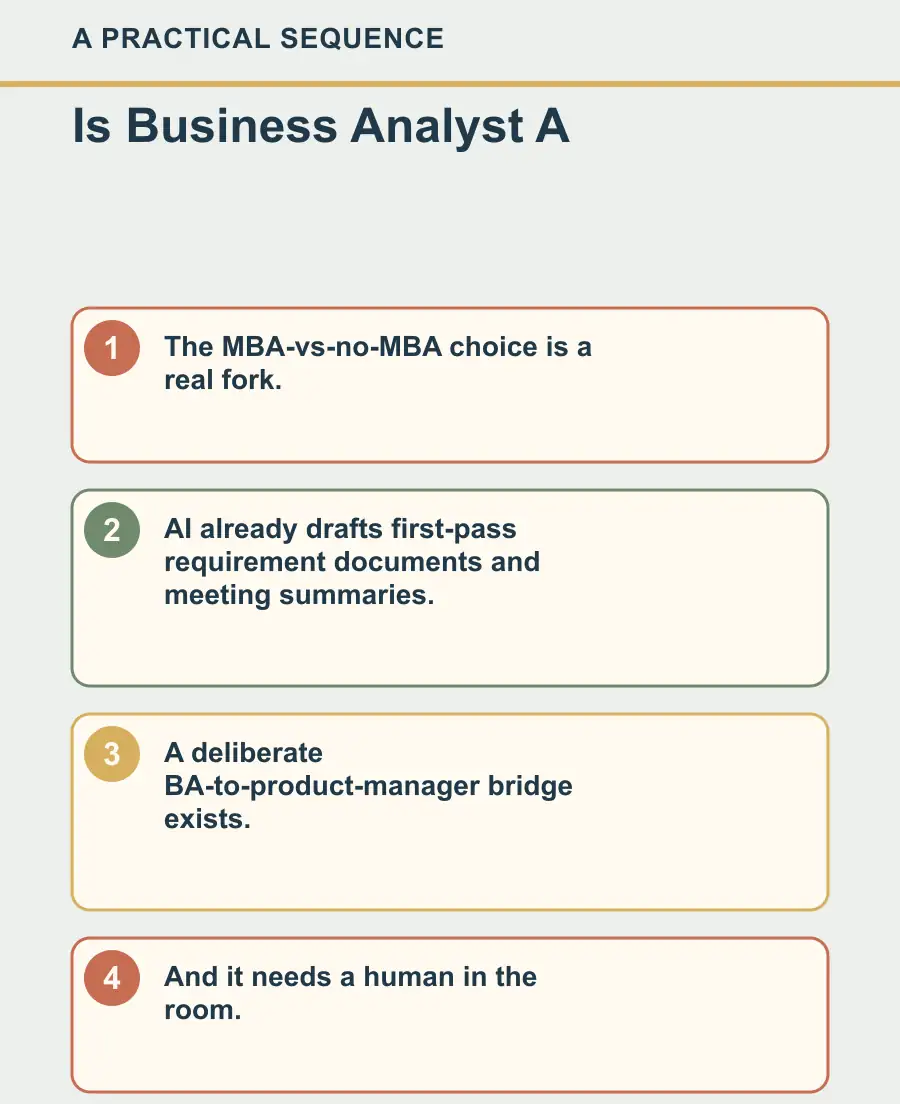 A PRACTICAL SEQUENCE
Is Business Analyst A
1
The MBA-vs-no-MBA choice is a
real fork.
2
AI already drafts first-pass
requirement documents and
meeting summaries.
3
A deliberate
BA-to-product-manager bridge
exists.
4
And it needs a human in the
room.